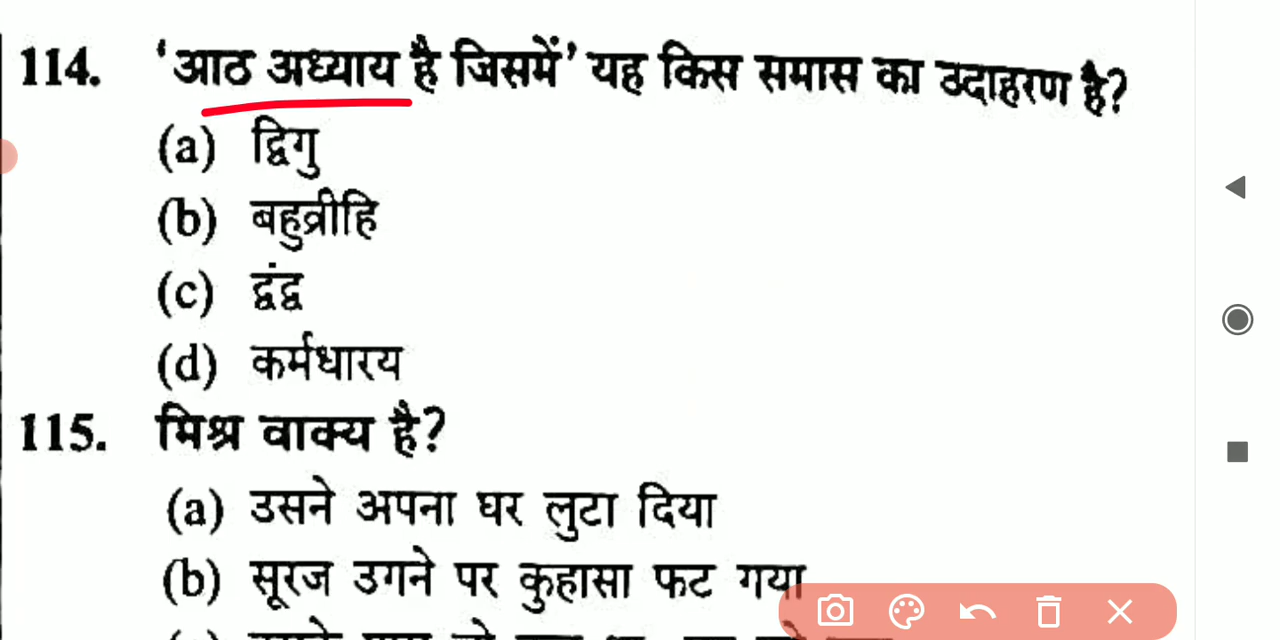 114. ‘आठ अध्याय है जिसमें’ यह किस समास का उदाहरण है?
(a) द्विगु
(b) बहुव्रीहि
(c) द्वंद्व
(d) कर्मधारय
115. मिश्र वाक्य है?
(a) उसने अपना घर लुटा दिया
(b) सूरज उगने पर कुहासा फट गया